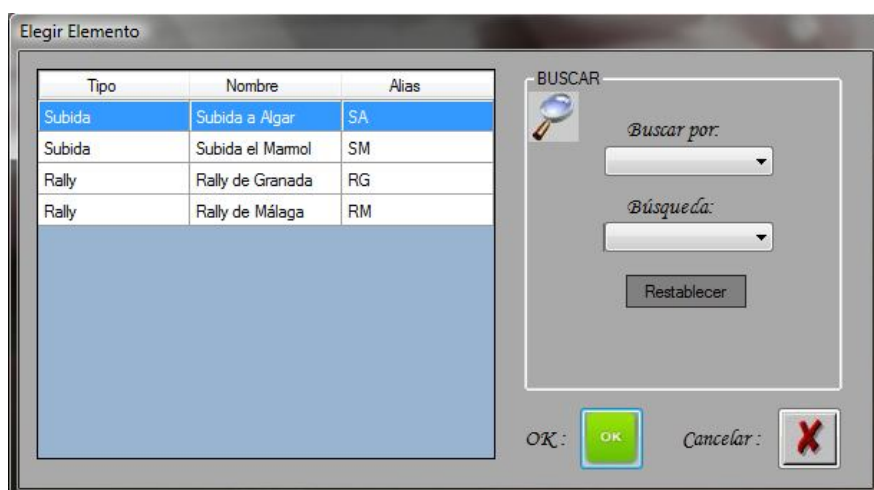 Elegir Elemento
Tipo Nombre Alias
Subida Subida a Algar SA
Subida Subida el Marmol SM
Rally Rally de Granada RG
Rally Rally de Málaga RM
BUSCAR
Buscar por:
Búsqueda:
Restablecer
OK : OK Cancelar :